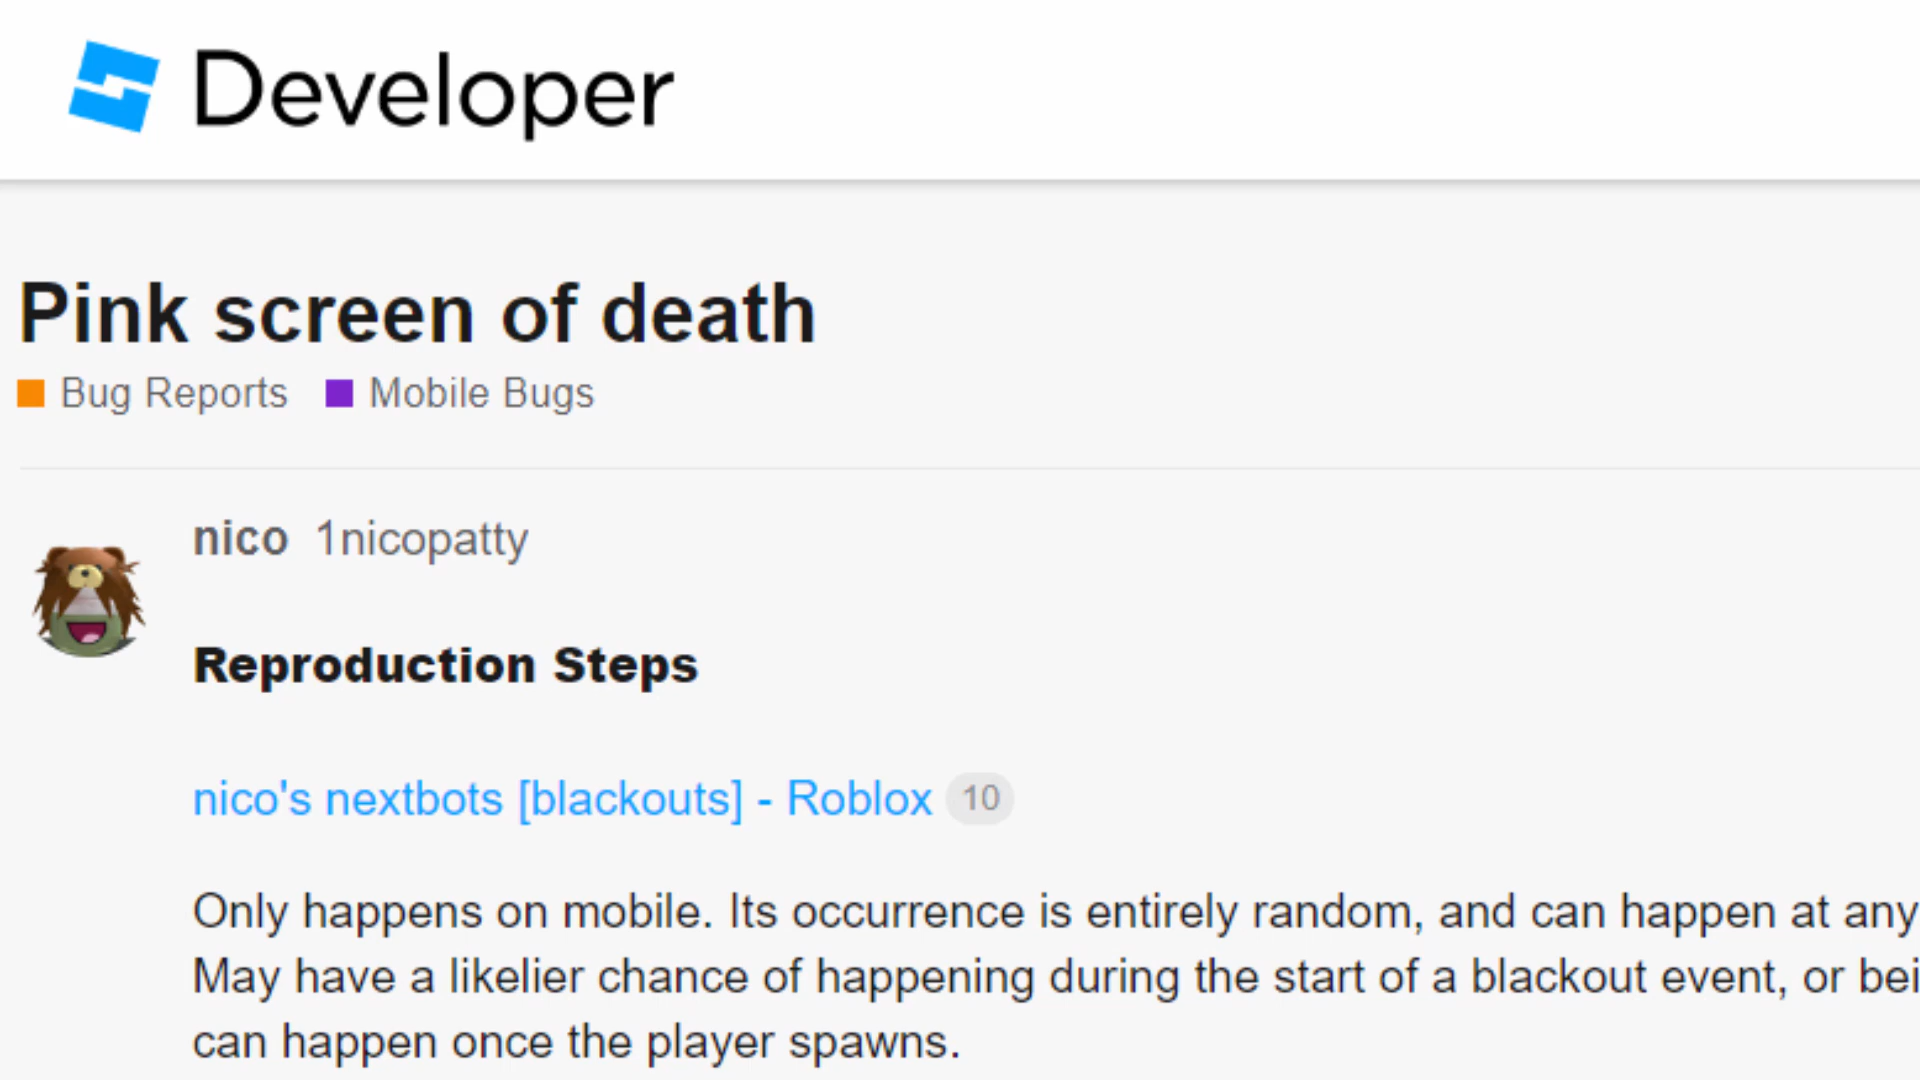 Developer
Pink screen of death
Bug Reports Mobile Bugs
nico 1nicopatty
Reproduction Steps
nico's nextbots [blackouts] - Roblox 10
Only happens on mobile. Its occurrence is entirely random, and can happen at any
May have a likelier chance of happening during the start of a blackout event, or
can happen once the player spawns.